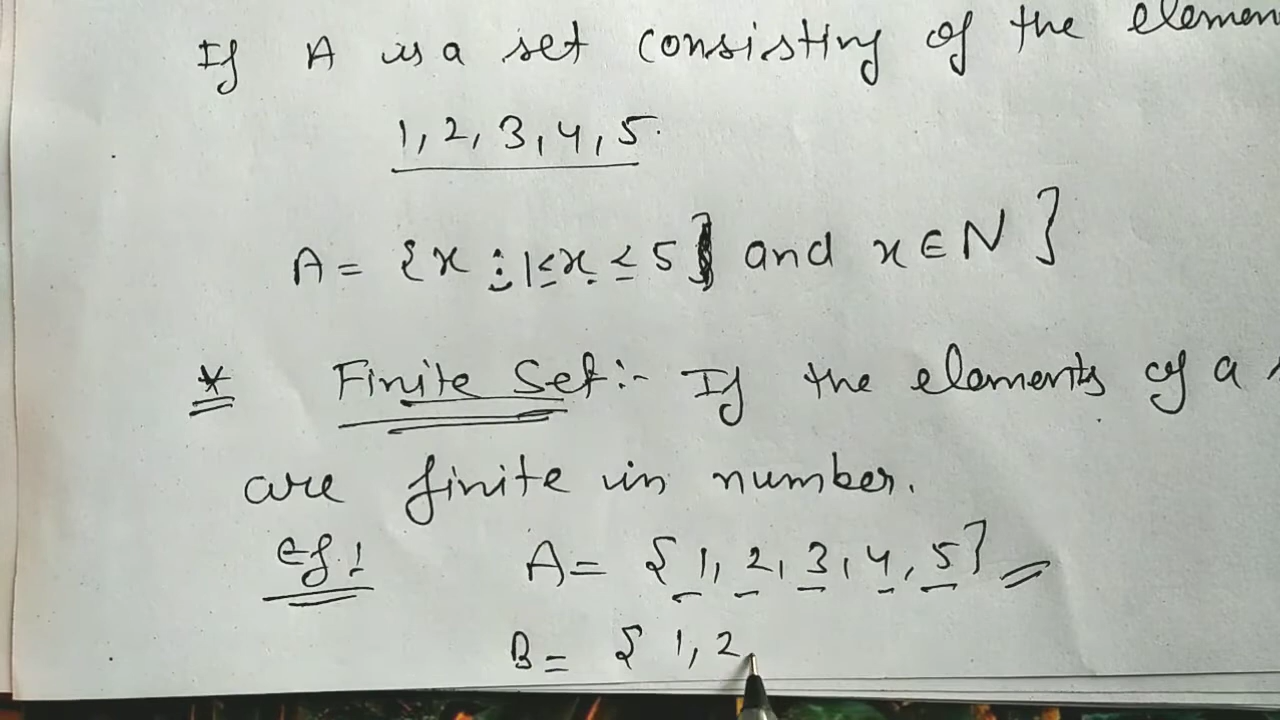 If A is a set consisting of the elemen
1, 2, 3, 4, 5.
A = {x : 1≤x≤5 and x∈N}
* Finite Set:- If the elements of a
are finite in number.
eg: A = {1, 2, 3, 4, 5}
B = { 1, 2,